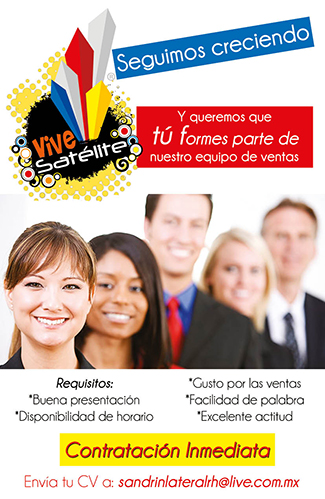 Seguimos creciendo
Vive
Satélite
®
Y queremos que
tú formes parte de
nuestro equipo de ventas
Requisitos:
*Buena presentación
*Disponibilidad de horario
*Gusto por las ventas
*Facilidad de palabra
*Excelente actitud
Contratación Inmediata
Envía tu CV a: sandrinlateralrh@live.com.mx